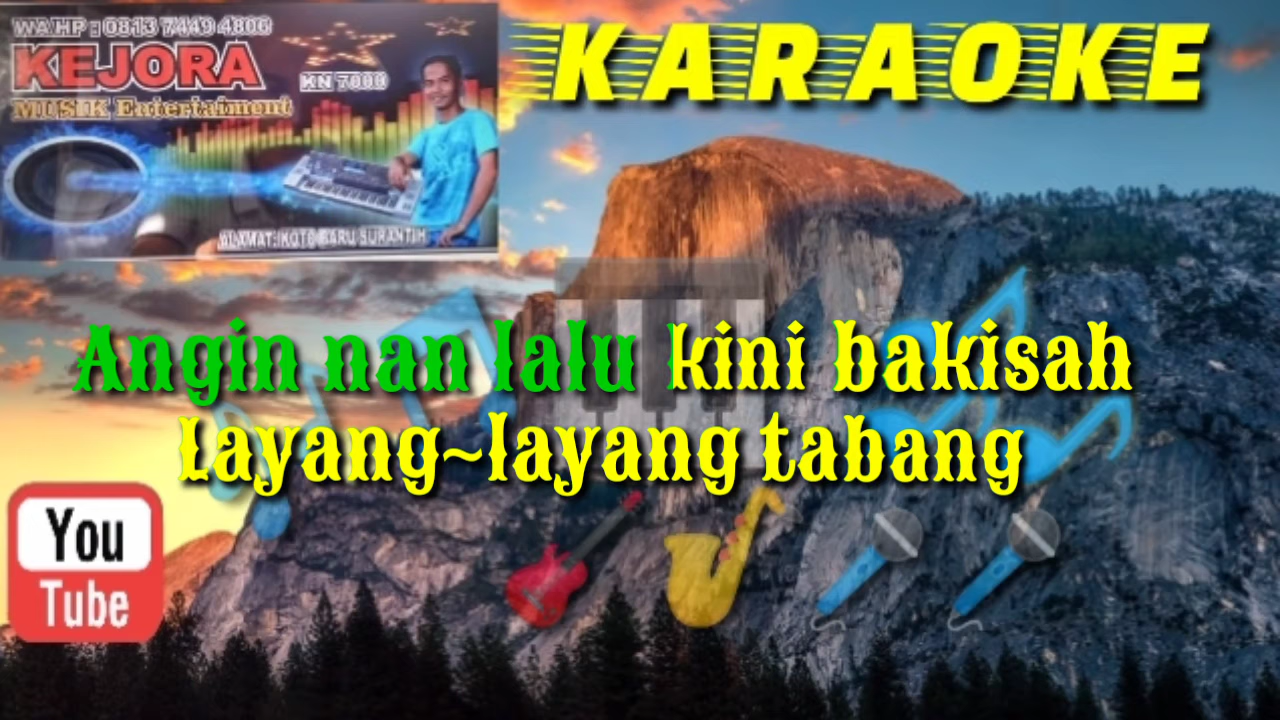 WA/HP : 0813 7449 4806
KEJORA
KN 7000
MUSIK Entertaiment
ALAMAT: KOTO BARU SURANTIH
KARAOKE
Angin nan lalu kini bakisah
Layang~layang tabang
You
Tube